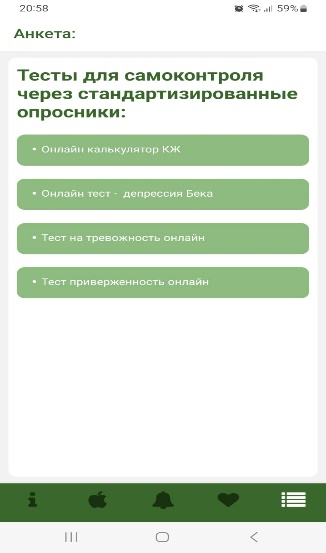 20:58
59%
Анкета:
Тесты для самоконтроля
через стандартизированные
опросники:
• Онлайн калькулятор КЖ
• Онлайн тест - депрессия Бека
• Тест на тревожность онлайн
• Тест приверженность онлайн